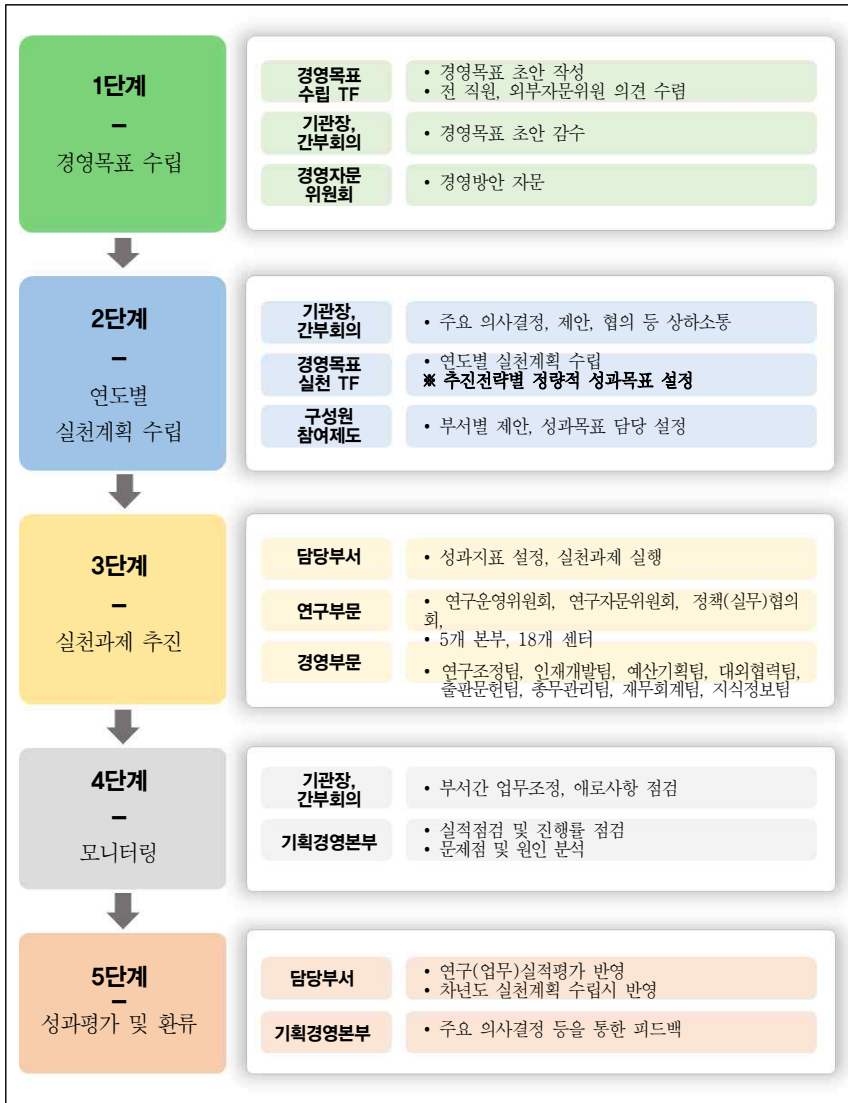 1단계
–
경영목표 수립
경영목표
수립 TF
• 경영목표 초안 작성
• 전 직원, 외부자문위원 의견 수렴
기관장,
간부회의
• 경영목표 초안 감수
경영자문
위원회
• 경영방안 자문
2단계
–
연도별
실천계획 수립
기관장,
간부회의
• 주요 의사결정, 제안, 협의 등 상하소통
경영목표
실천 TF
• 연도별 실천계획 수립
※ 추진전략별 정량적 성과목표 설정
구성원
참여제도
• 부서별 제안, 성과목표 담당 설정
3단계
–
실천과제 추진
담당부서
• 성과지표 설정, 실천과제 실행
연구부문
• 연구운영위원회, 연구자문위원회, 정책(실무)협의
회,
• 5개 본부, 18개 센터
경영부문
• 연구조정팀, 인재개발팀, 예산기획팀, 대외협력팀,
출판문헌팀, 총무관리팀, 재무회계팀, 지식정보팀
4단계
–
모니터링
기관장,
간부회의
• 부서간 업무조정, 애로사항 점검
기획경영본부
• 실적점검 및 진행률 점검
• 문제점 및 원인 분석
5단계
–
성과평가 및 환류
담당부서
• 연구(업무)실적평가 반영
• 차년도 실천계획 수립시 반영
기획경영본부
• 주요 의사결정 등을 통한 피드백